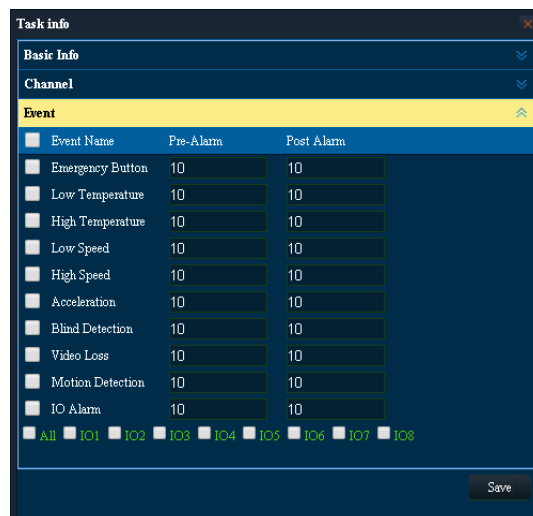 Task info
Basic Info
Channel
Event
Event Name Pre-Alarm Post Alarm
Emergency Button 10 10
Low Temperature 10 10
High Temperature 10 10
Low Speed 10 10
High Speed 10 10
Acceleration 10 10
Blind Detection 10 10
Video Loss 10 10
Motion Detection 10 10
IO Alarm 10 10
All IO1 IO2 IO3 IO4 IO5 IO6 IO7 IO8
Save